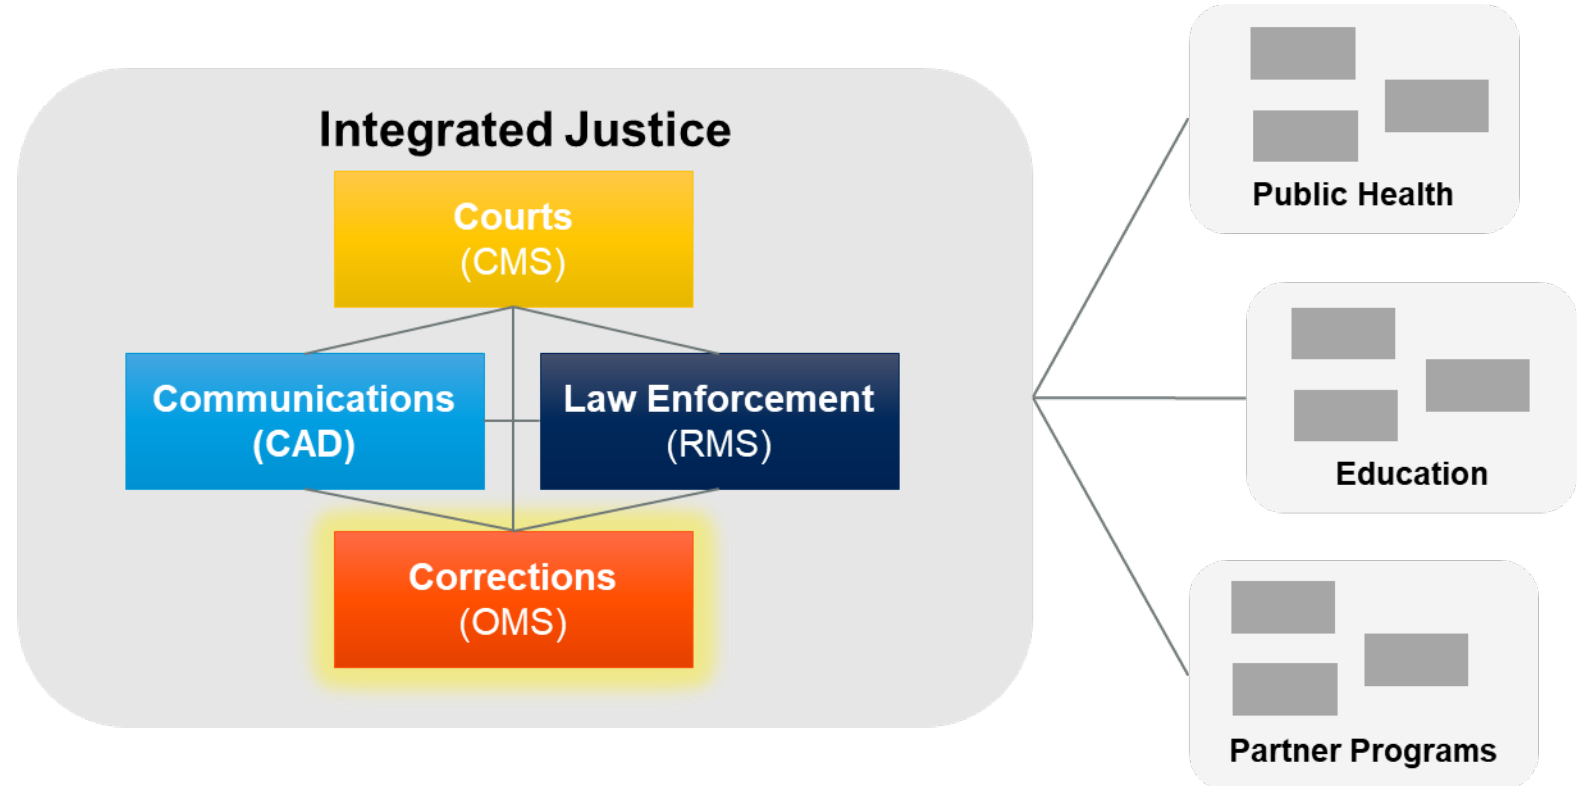 Integrated Justice
Courts
(CMS)
Communications
(CAD)
Law Enforcement
(RMS)
Corrections
(OMS)
Public Health
Education
Partner Programs